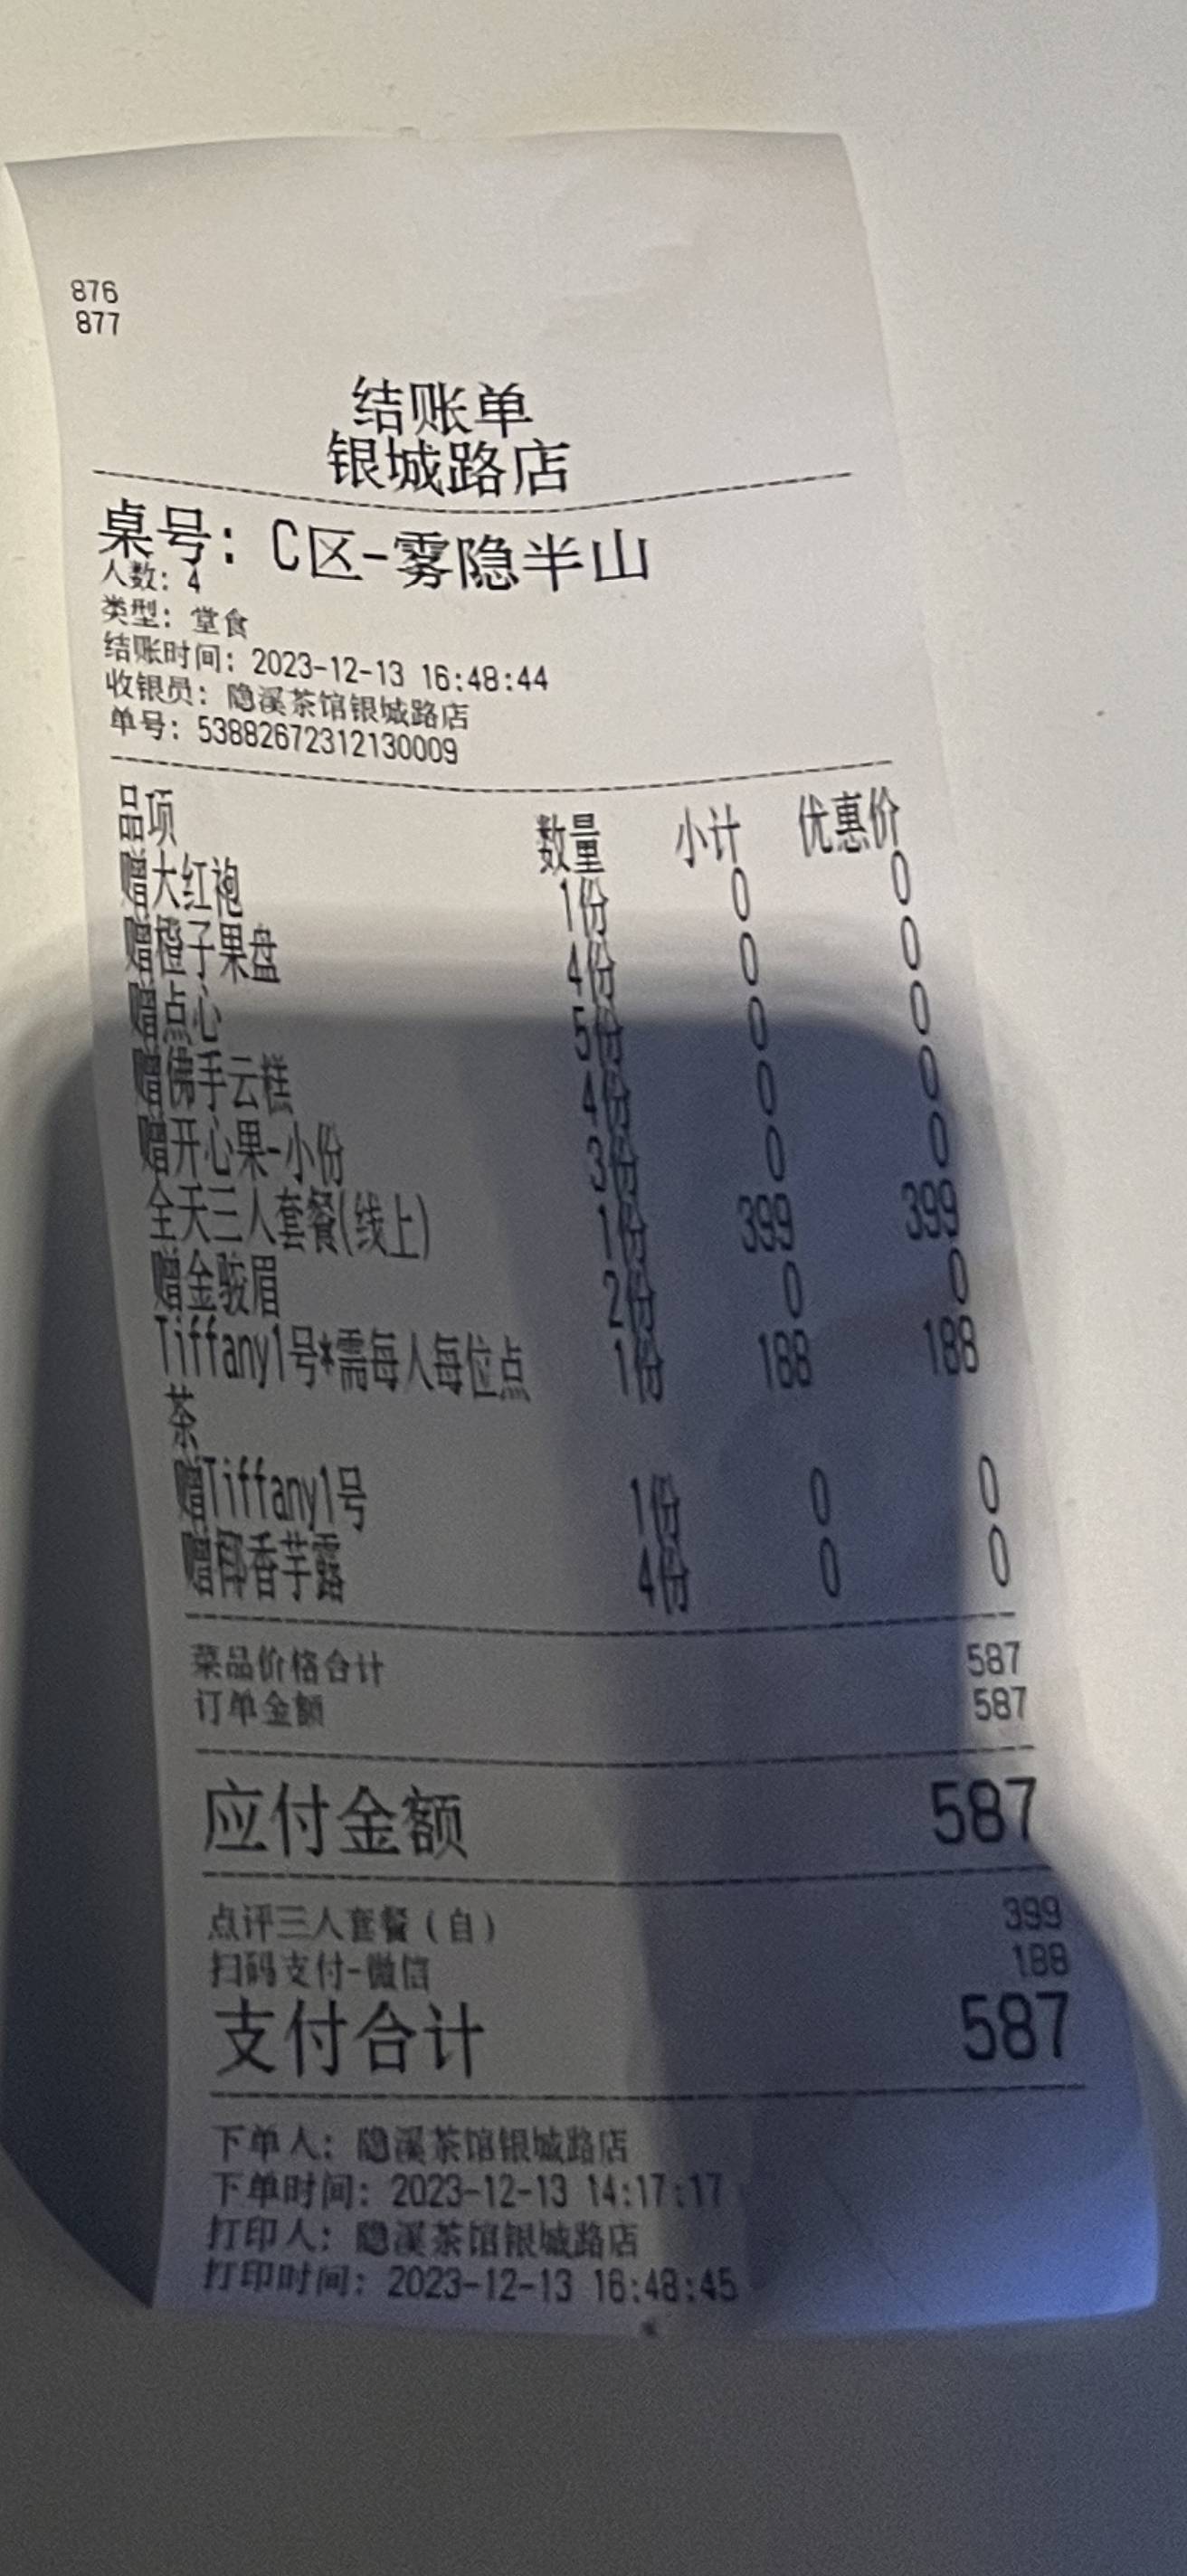 876
877
结账单
银城路店
桌号: C区-雾隐半山
人数: 4
类型: 堂食
结账时间: 2023-12-13 16:48:44
收银员: 隐溪茶馆银城路店
单号: 53882672312130009
品项 数量 小计 优惠价
赠大红袍 1份 0 0
赠橙子果盘 4份 0 0
赠点心 5份 0 0
赠佛手云糕 4份 0 0
赠开心果-小份 3份 0 0
全天三人套餐(线上) 1份 399 399
赠金骏眉 2份 0 0
Tiffany1号*需每人每位点 1份 188 188
茶
赠Tiffany1号 1份 0 0
赠椰香芋露 4份 0 0
菜品价格合计 587
订单金额 587
应付金额 587
点评三人套餐(自) 399
扫码支付-微信 188
支付合计 587
下单人: 隐溪茶馆银城路店
下单时间: 2023-12-13 14:17:17
打印人: 隐溪茶馆银城路店
打印时间: 2023-12-13 16:48:45